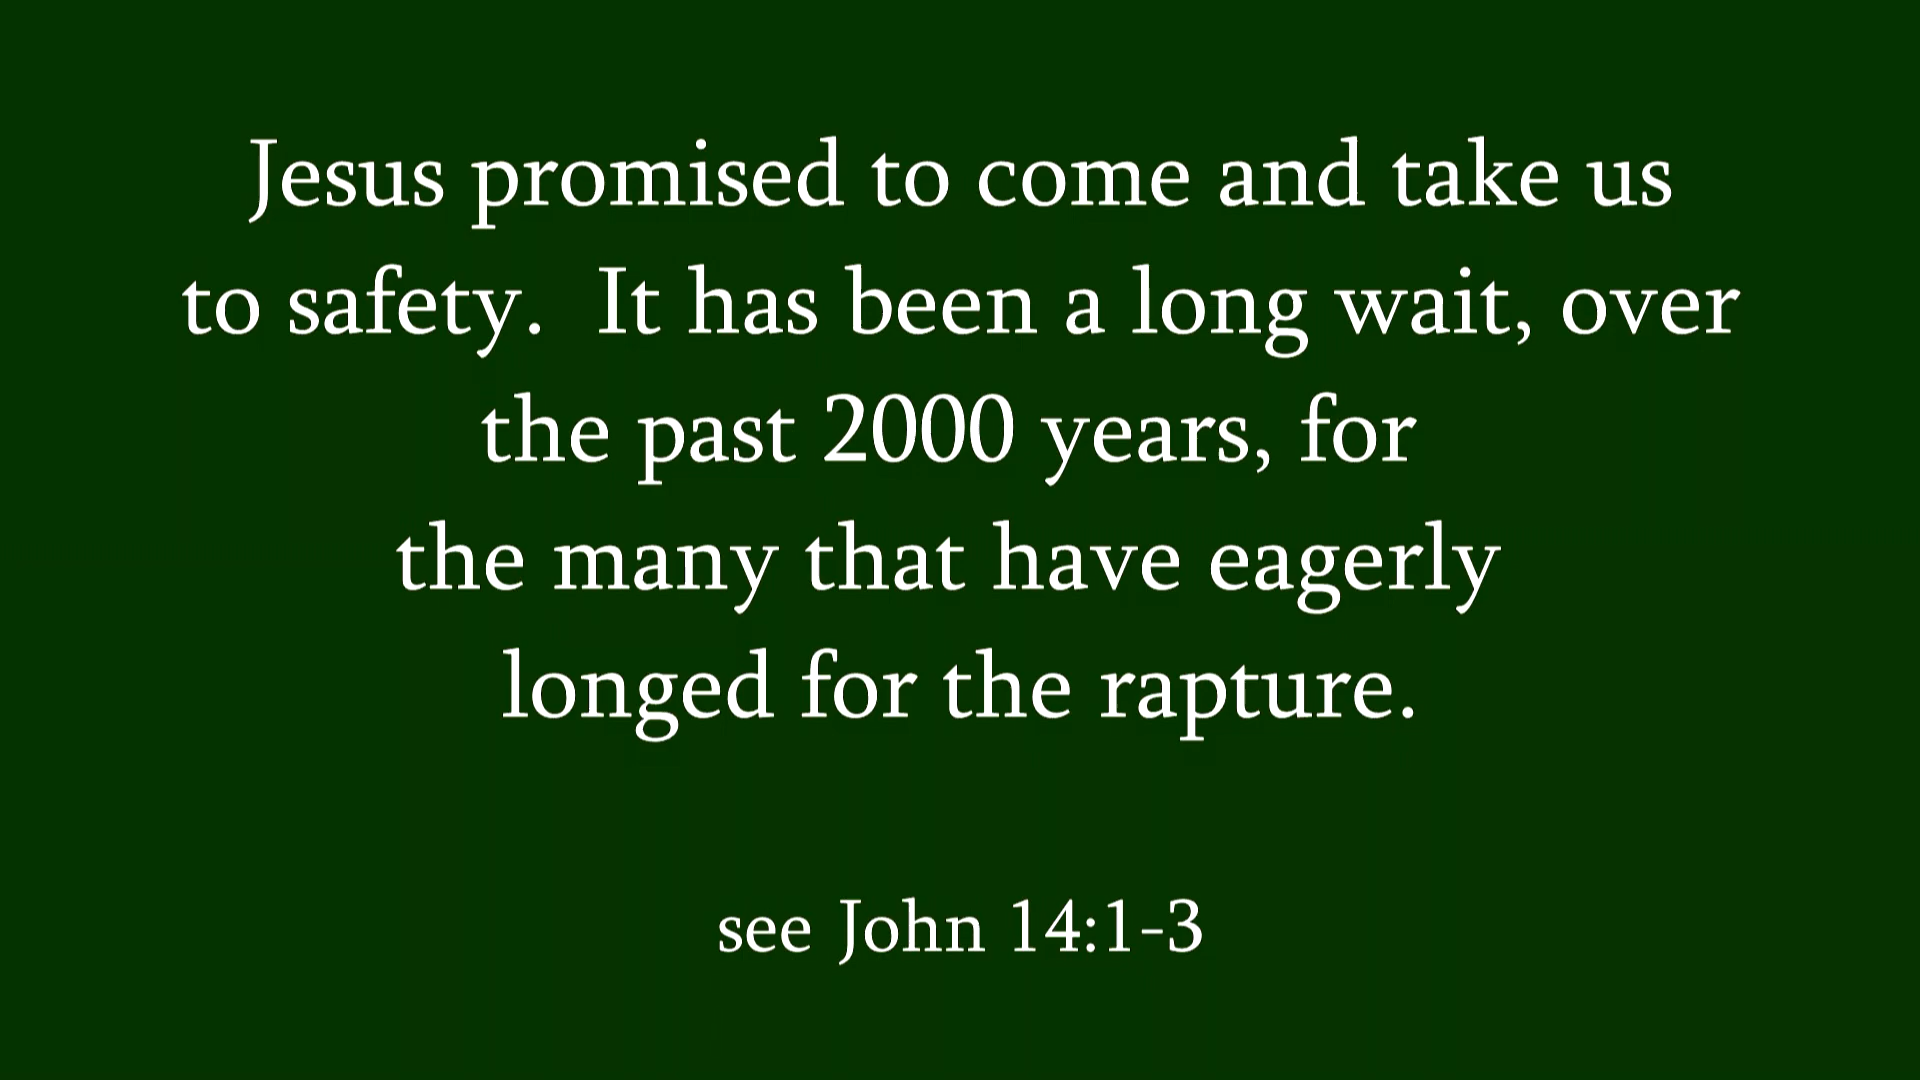 Jesus promised to come and take us
to safety.  It has been a long wait, over
the past 2000 years, for
the many that have eagerly
longed for the rapture.
see John 14:1-3